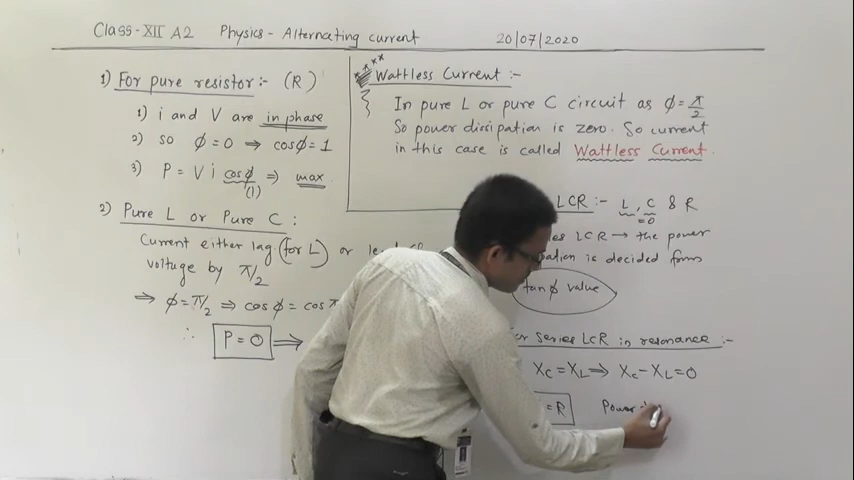 Class-XII A2 Physics - Alternating current 20/07/2020
1) For pure resistor:- (R)
1) i and V are in phase
2) so ϕ=0 ⇒ cosϕ=1
3) P = V i cosϕ ⇒ max
(1)
2) Pure L or Pure C:
Current either lag (for L) or
voltage by π/2
⇒ ϕ=π/2 ⇒ cosϕ = cos
∴ P=0 ⇒
Wattless Current:-
In pure L or pure C circuit as ϕ=π/2
So power dissipation is zero. So current
in this case is called Wattless Current.
LCR:- L, C & R
=0
LCR → the power
is decided form
tanϕ value
series LCR in resonance:-
Xc=XL ⇒ Xc-XL=0
=R Power